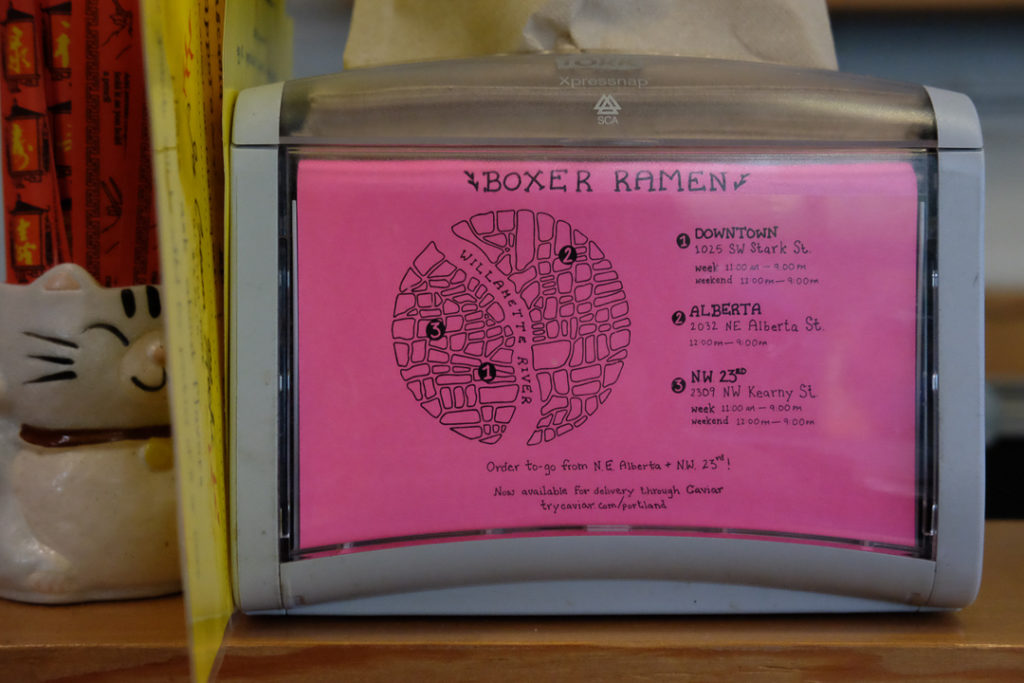 TORK
Xpressnap
SCA
BOXER RAMEN
WILLAMETTE RIVER
2
3
1
1 DOWNTOWN
1025 SW Stark St.
week 11:00 am — 9:00 pm
weekend 11:00 am — 9:00 pm
2 ALBERTA
2032 NE Alberta St.
12:00 pm — 9:00 pm
3 NW 23RD
2309 NW Kearny St.
week 11:00 am — 9:00 pm
weekend 12:00 pm — 9:00 pm
Order to-go from N.E. Alberta + N.W. 23rd!
Now available for delivery through Caviar
trycaviar.com/portland